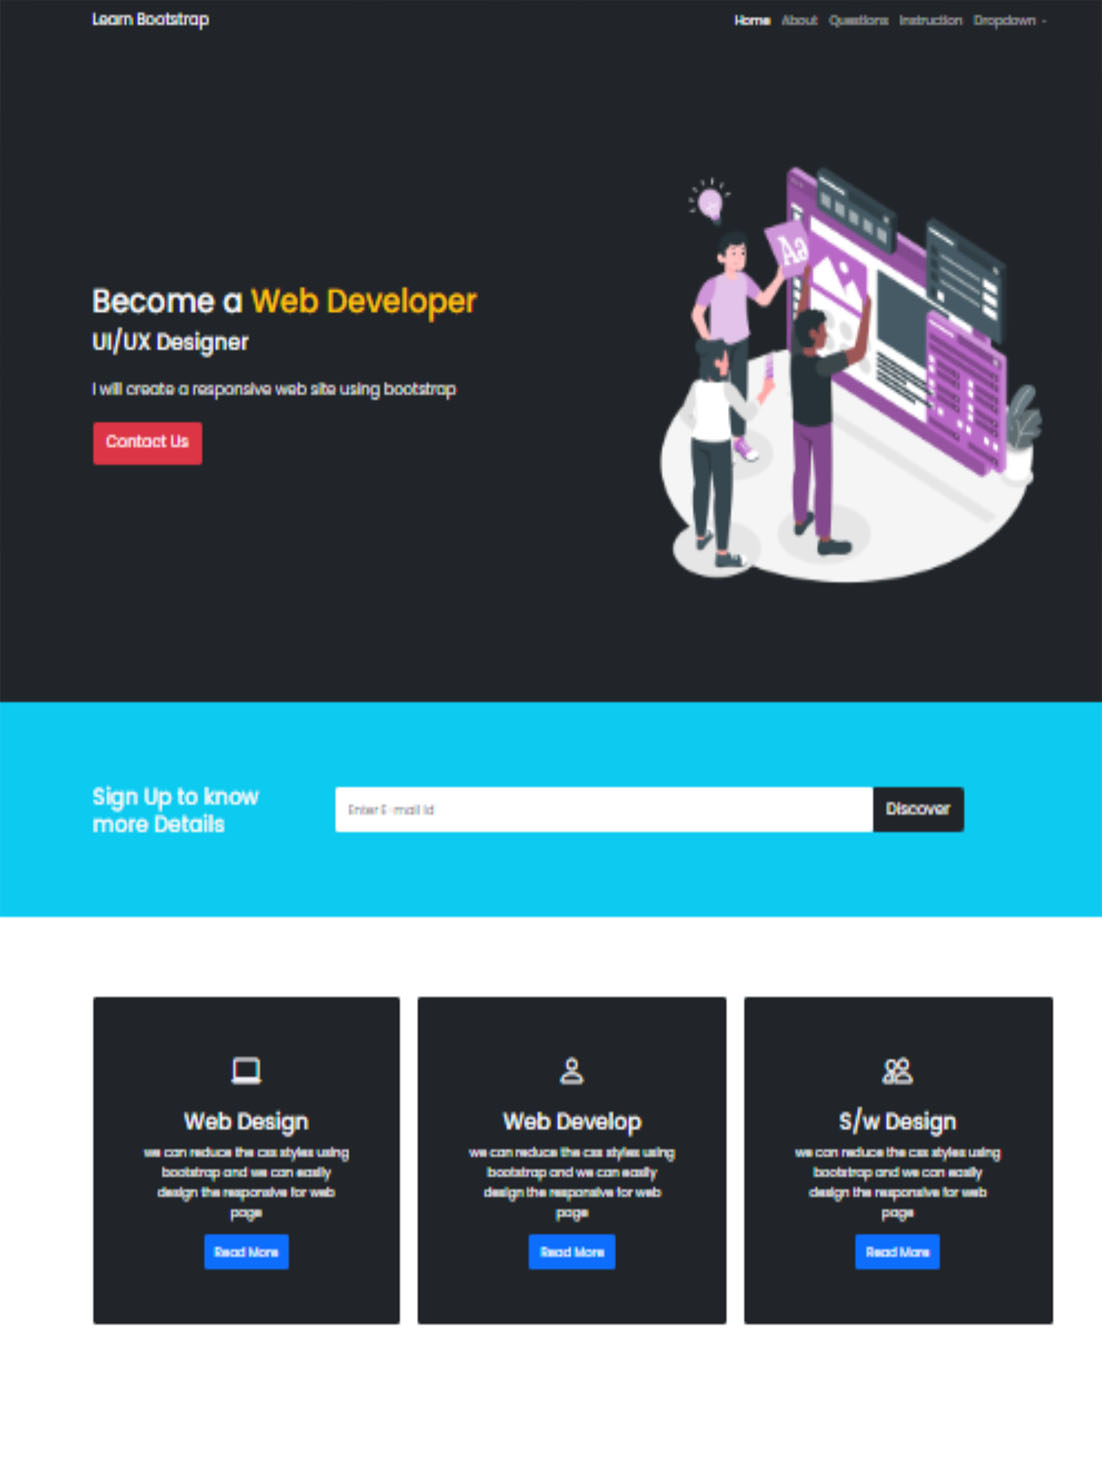 Learn Bootstrap
Home About Questions Instruction Dropdown
Aa
Become a Web Developer
UI/UX Designer
I will create a responsive web site using bootstrap
Contact Us
Sign Up to know
more Details
Enter E-mail Id
Discover
Web Design
we can reduce the css styles using
bootstrap and we can easily
design the responsive for web
page
Read More
Web Develop
we can reduce the css styles using
bootstrap and we can easily
design the responsive for web
page
Read More
S/w Design
we can reduce the css styles using
bootstrap and we can easily
design the responsive for web
page
Read More